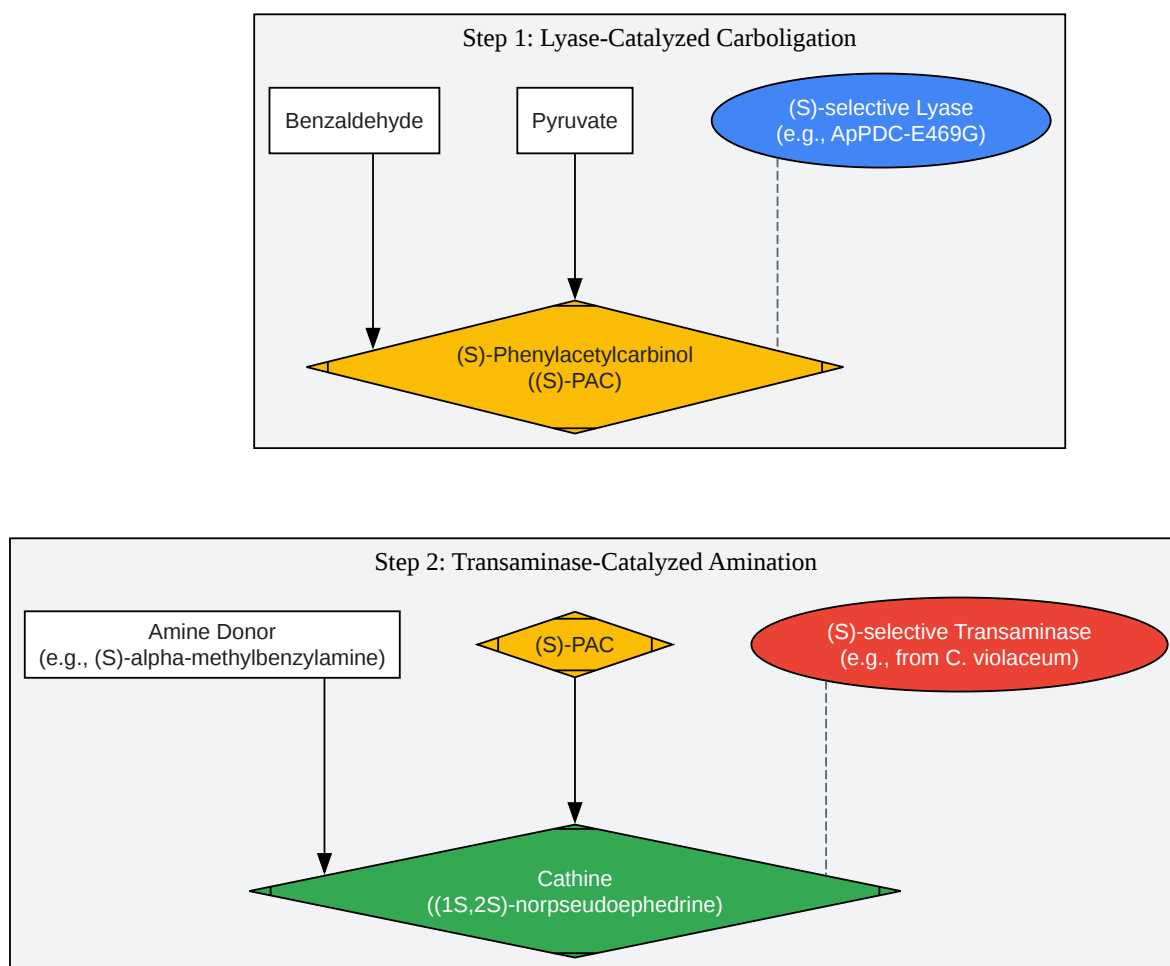 Step 1: Lyase-Catalyzed Carboligation
Benzaldehyde
Pyruvate
(S)-selective Lyase
(e.g., ApPDC-E469G)
(S)-Phenylacetylcarbinol
((S)-PAC)
Step 2: Transaminase-Catalyzed Amination
Amine Donor
(e.g., (S)-alpha-methylbenzylamine)
(S)-PAC
(S)-selective Transaminase
(e.g., from C. violaceum)
Cathine
((1S,2S)-norpseudoephedrine)